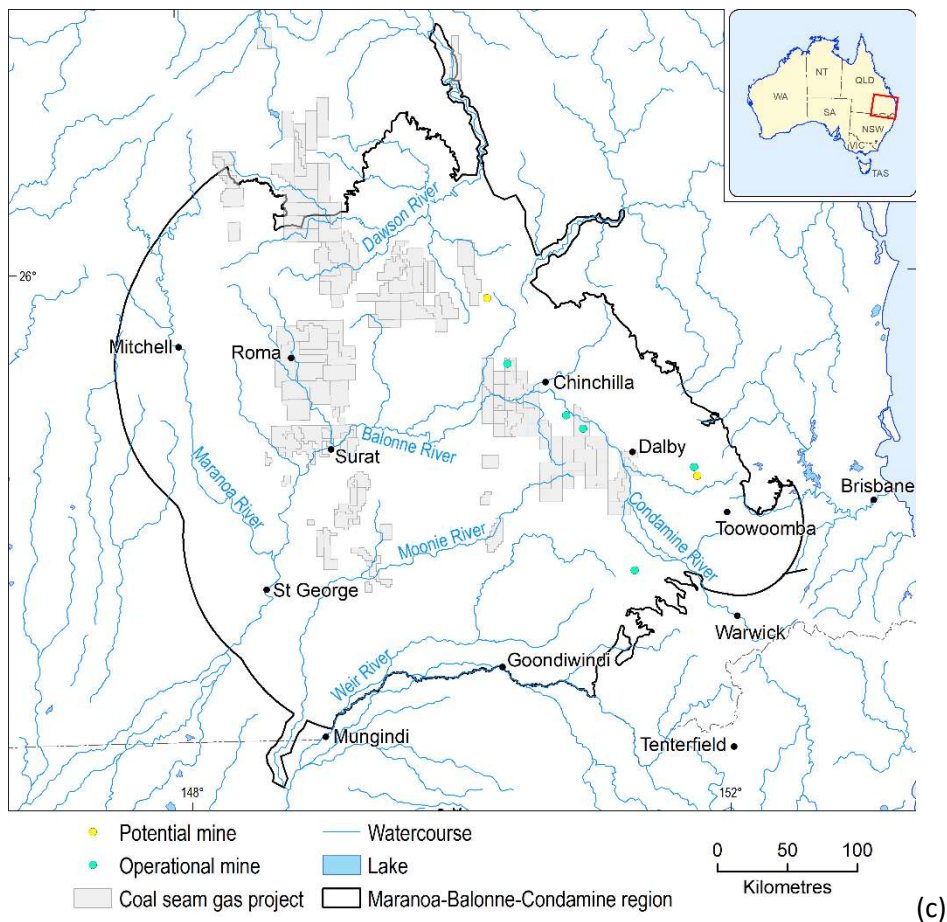 NT
QLD
WA
SA
NSW
VIC
TAS
Dawson River
26°
Mitchell
Roma
Chinchilla
Balonne River
Surat
Dalby
Maranoa River
Brisbane
Condamine River
Toowoomba
Moonie River
St George
Warwick
Weir River
Goondiwindi
Mungindi
Tenterfield
148°
152°
Potential mine
Operational mine
Coal seam gas project
Watercourse
Lake
Maranoa-Balonne-Condamine region
0 50 100
Kilometres
(c)